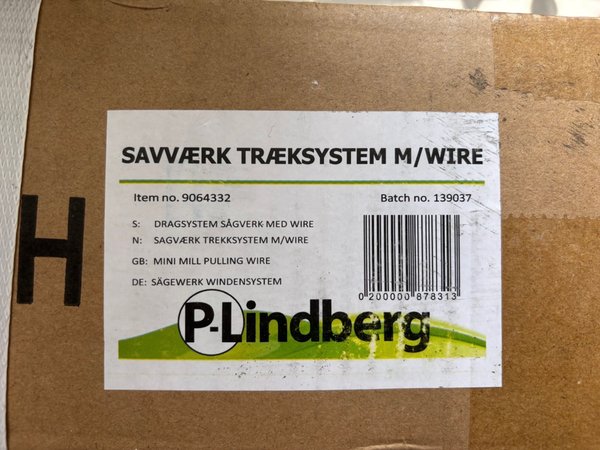 SAVVÆRK TRÆKSYSTEM M/WIRE
Item no. 9064332 Batch no. 139037
S: DRAGSYSTEM SÅGVERK MED WIRE
N: SAGVÆRK TREKKSYSTEM M/WIRE
GB: MINI MILL PULLING WIRE
DE: SÄGEWERK WINDENSYSTEM
0 200000 878313
P-Lindberg
H